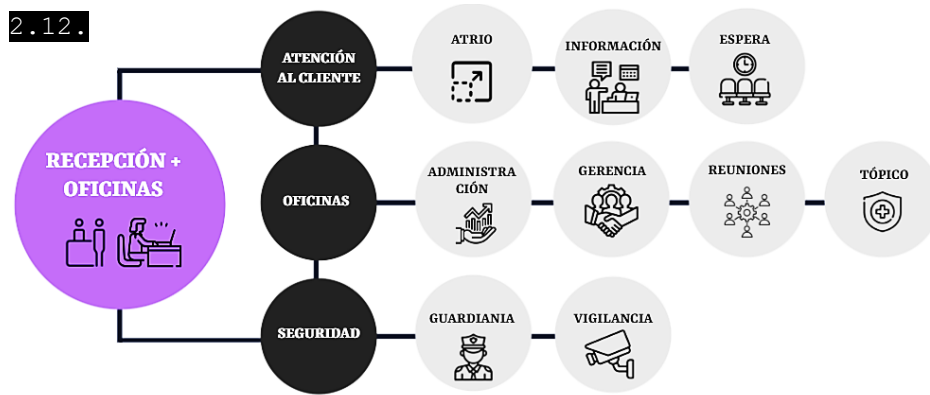 2.12.
RECEPCIÓN +
OFICINAS
ATENCIÓN
AL CLIENTE
ATRIO
INFORMACIÓN
ESPERA
OFICINAS
ADMINISTRA
CIÓN
GERENCIA
REUNIONES
TÓPICO
SEGURIDAD
GUARDIANIA
VIGILANCIA